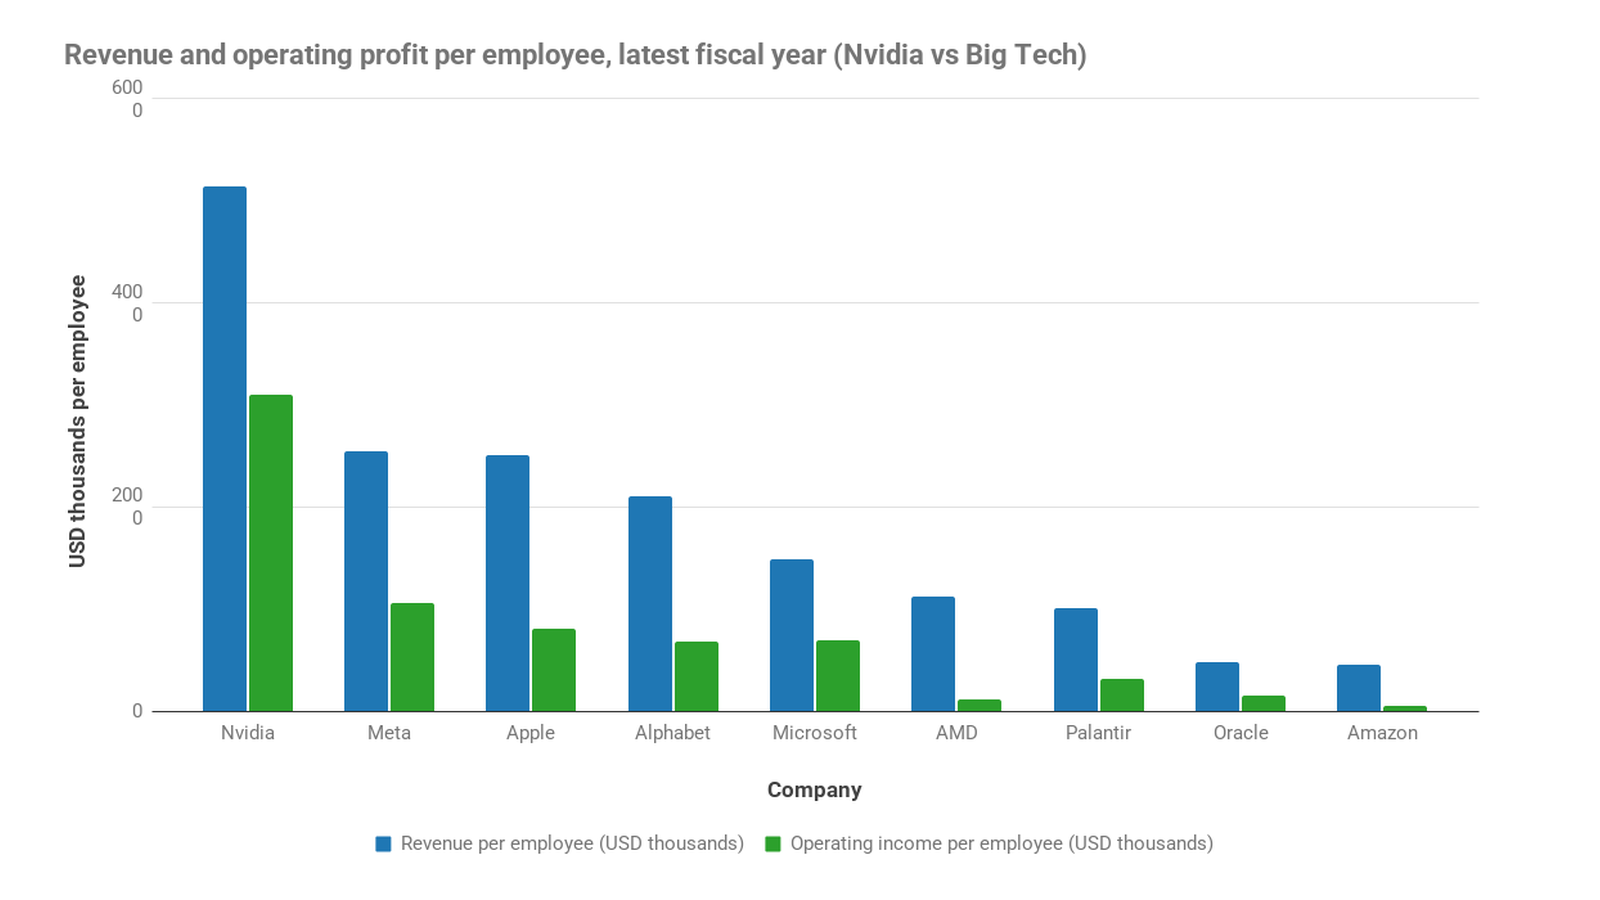 Revenue and operating profit per employee, latest fiscal year (Nvidia vs Big Tech)
600
0
400
0
200
0
0
USD thousands per employee
Nvidia
Meta
Apple
Alphabet
Microsoft
AMD
Palantir
Oracle
Amazon
Company
Revenue per employee (USD thousands)
Operating income per employee (USD thousands)